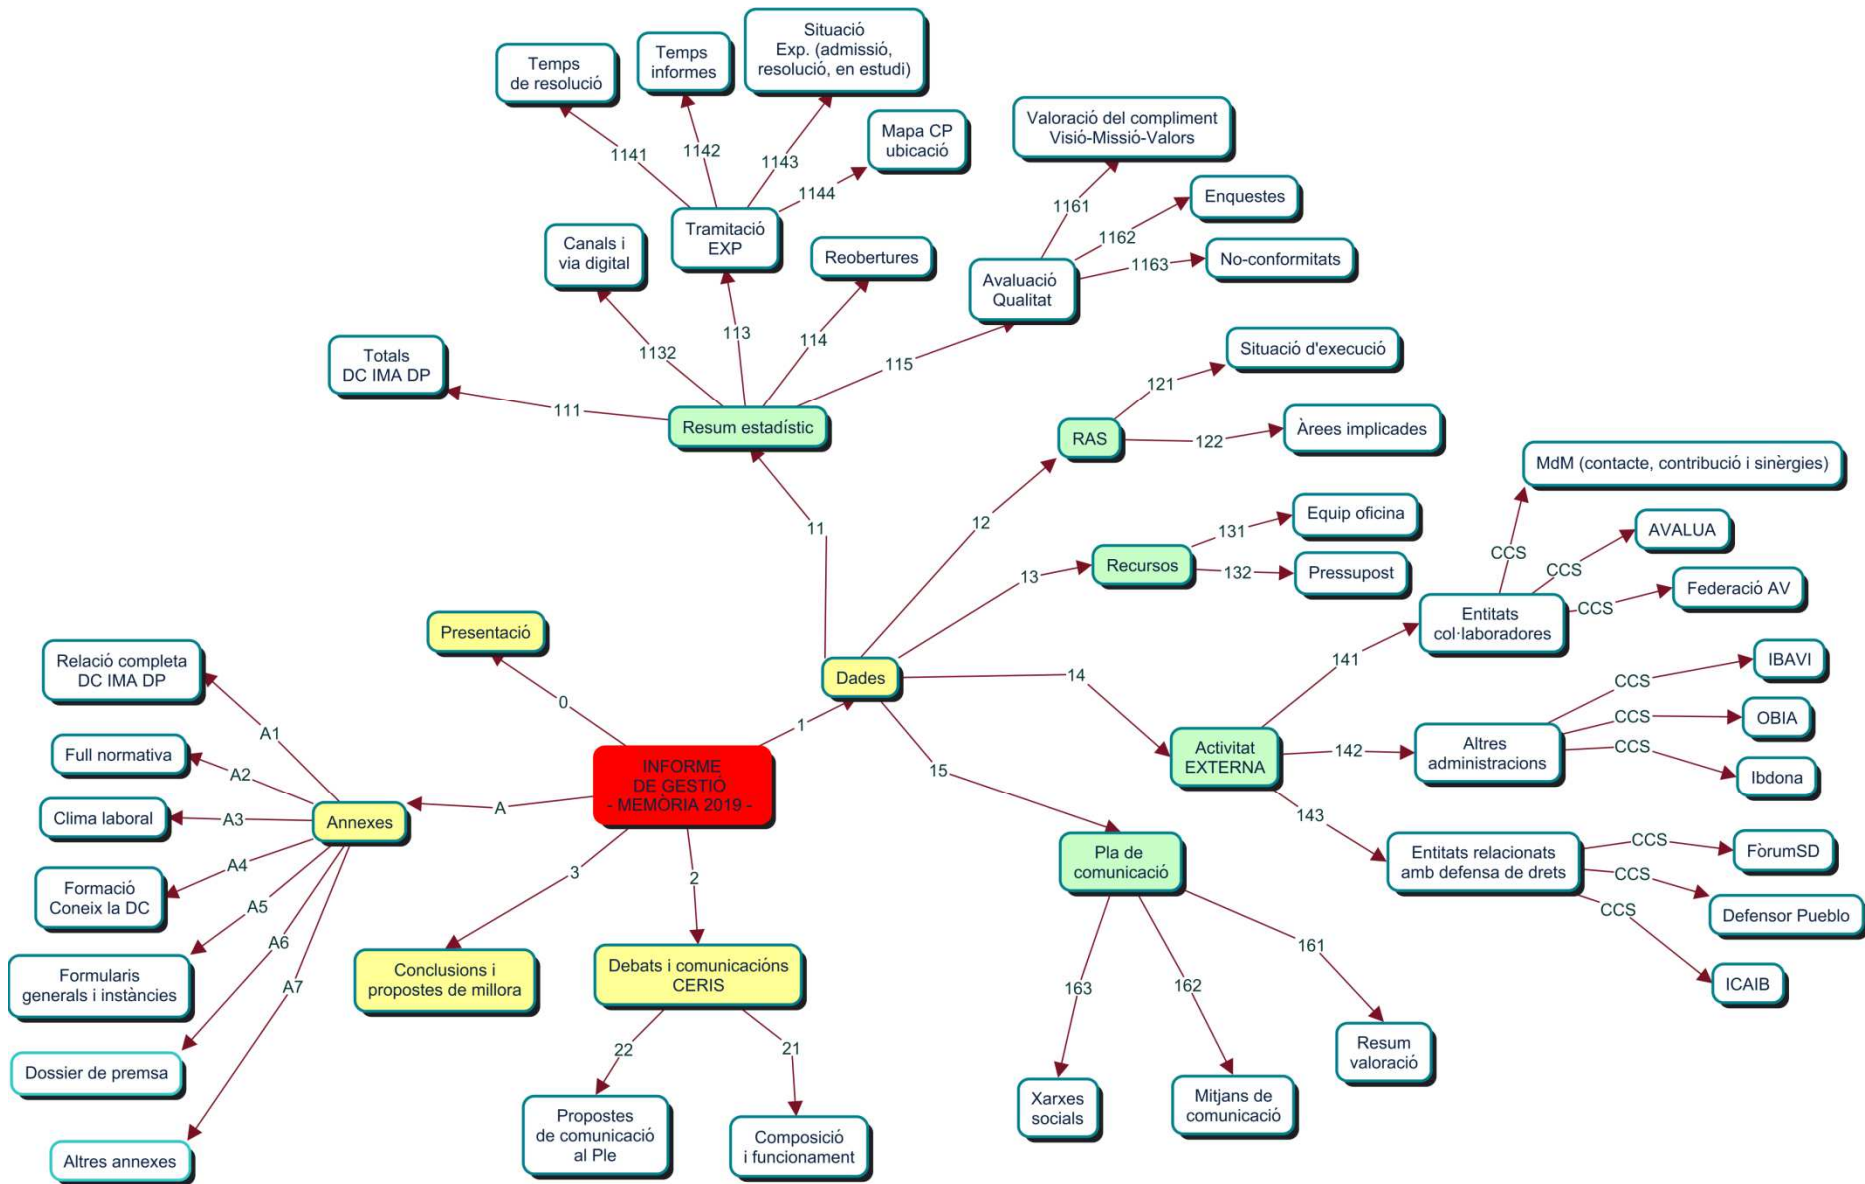 Situació
Exp. (admissió,
resolució, en estudi)
Temps
informes
Temps
de resolució
Valoració del compliment
Visió-Missió-Valors
Mapa CP
ubicació
1141
1142
1143
1144
Enquestes
1161
Tramitació
EXP
Canals i
via digital
Reobertures
1162
1163
No-conformitats
Avaluació
Qualitat
113
114
1132
115
Totals
DC IMA DP
111
Resum estadístic
Situació d'execució
121
RAS
122
Àrees implicades
MdM (contacte, contribució i sinèrgies)
11
12
Equip oficina
131
AVALUA
CCS
CCS
Recursos
13
132
Pressupost
Federació AV
CCS
Entitats
col·laboradores
Presentació
Relació completa
DC IMA DP
Dades
14
141
IBAVI
CCS
0
1
A1
OBIA
CCS
Full normativa
A2
Activitat
EXTERNA
142
Altres
administracions
CCS
Ibdona
INFORME
DE GESTIÓ
- MEMÒRIA 2019 -
15
A
Clima laboral
A3
Annexes
143
Pla de
comunicació
Entitats relacionats
amb defensa de drets
CCS
FòrumSD
A4
3
2
CCS
Formació
Coneix la DC
A5
Defensor Pueblo
CCS
A6
161
Conclusions i
propostes de millora
Debats i comunicacións
CERIS
Formularis
generals i instàncies
A7
163
162
ICAIB
22
21
Resum
valoració
Dossier de premsa
Xarxes
socials
Mitjans de
comunicació
Propostes
de comunicació
al Ple
Composició
i funcionament
Altres annexes